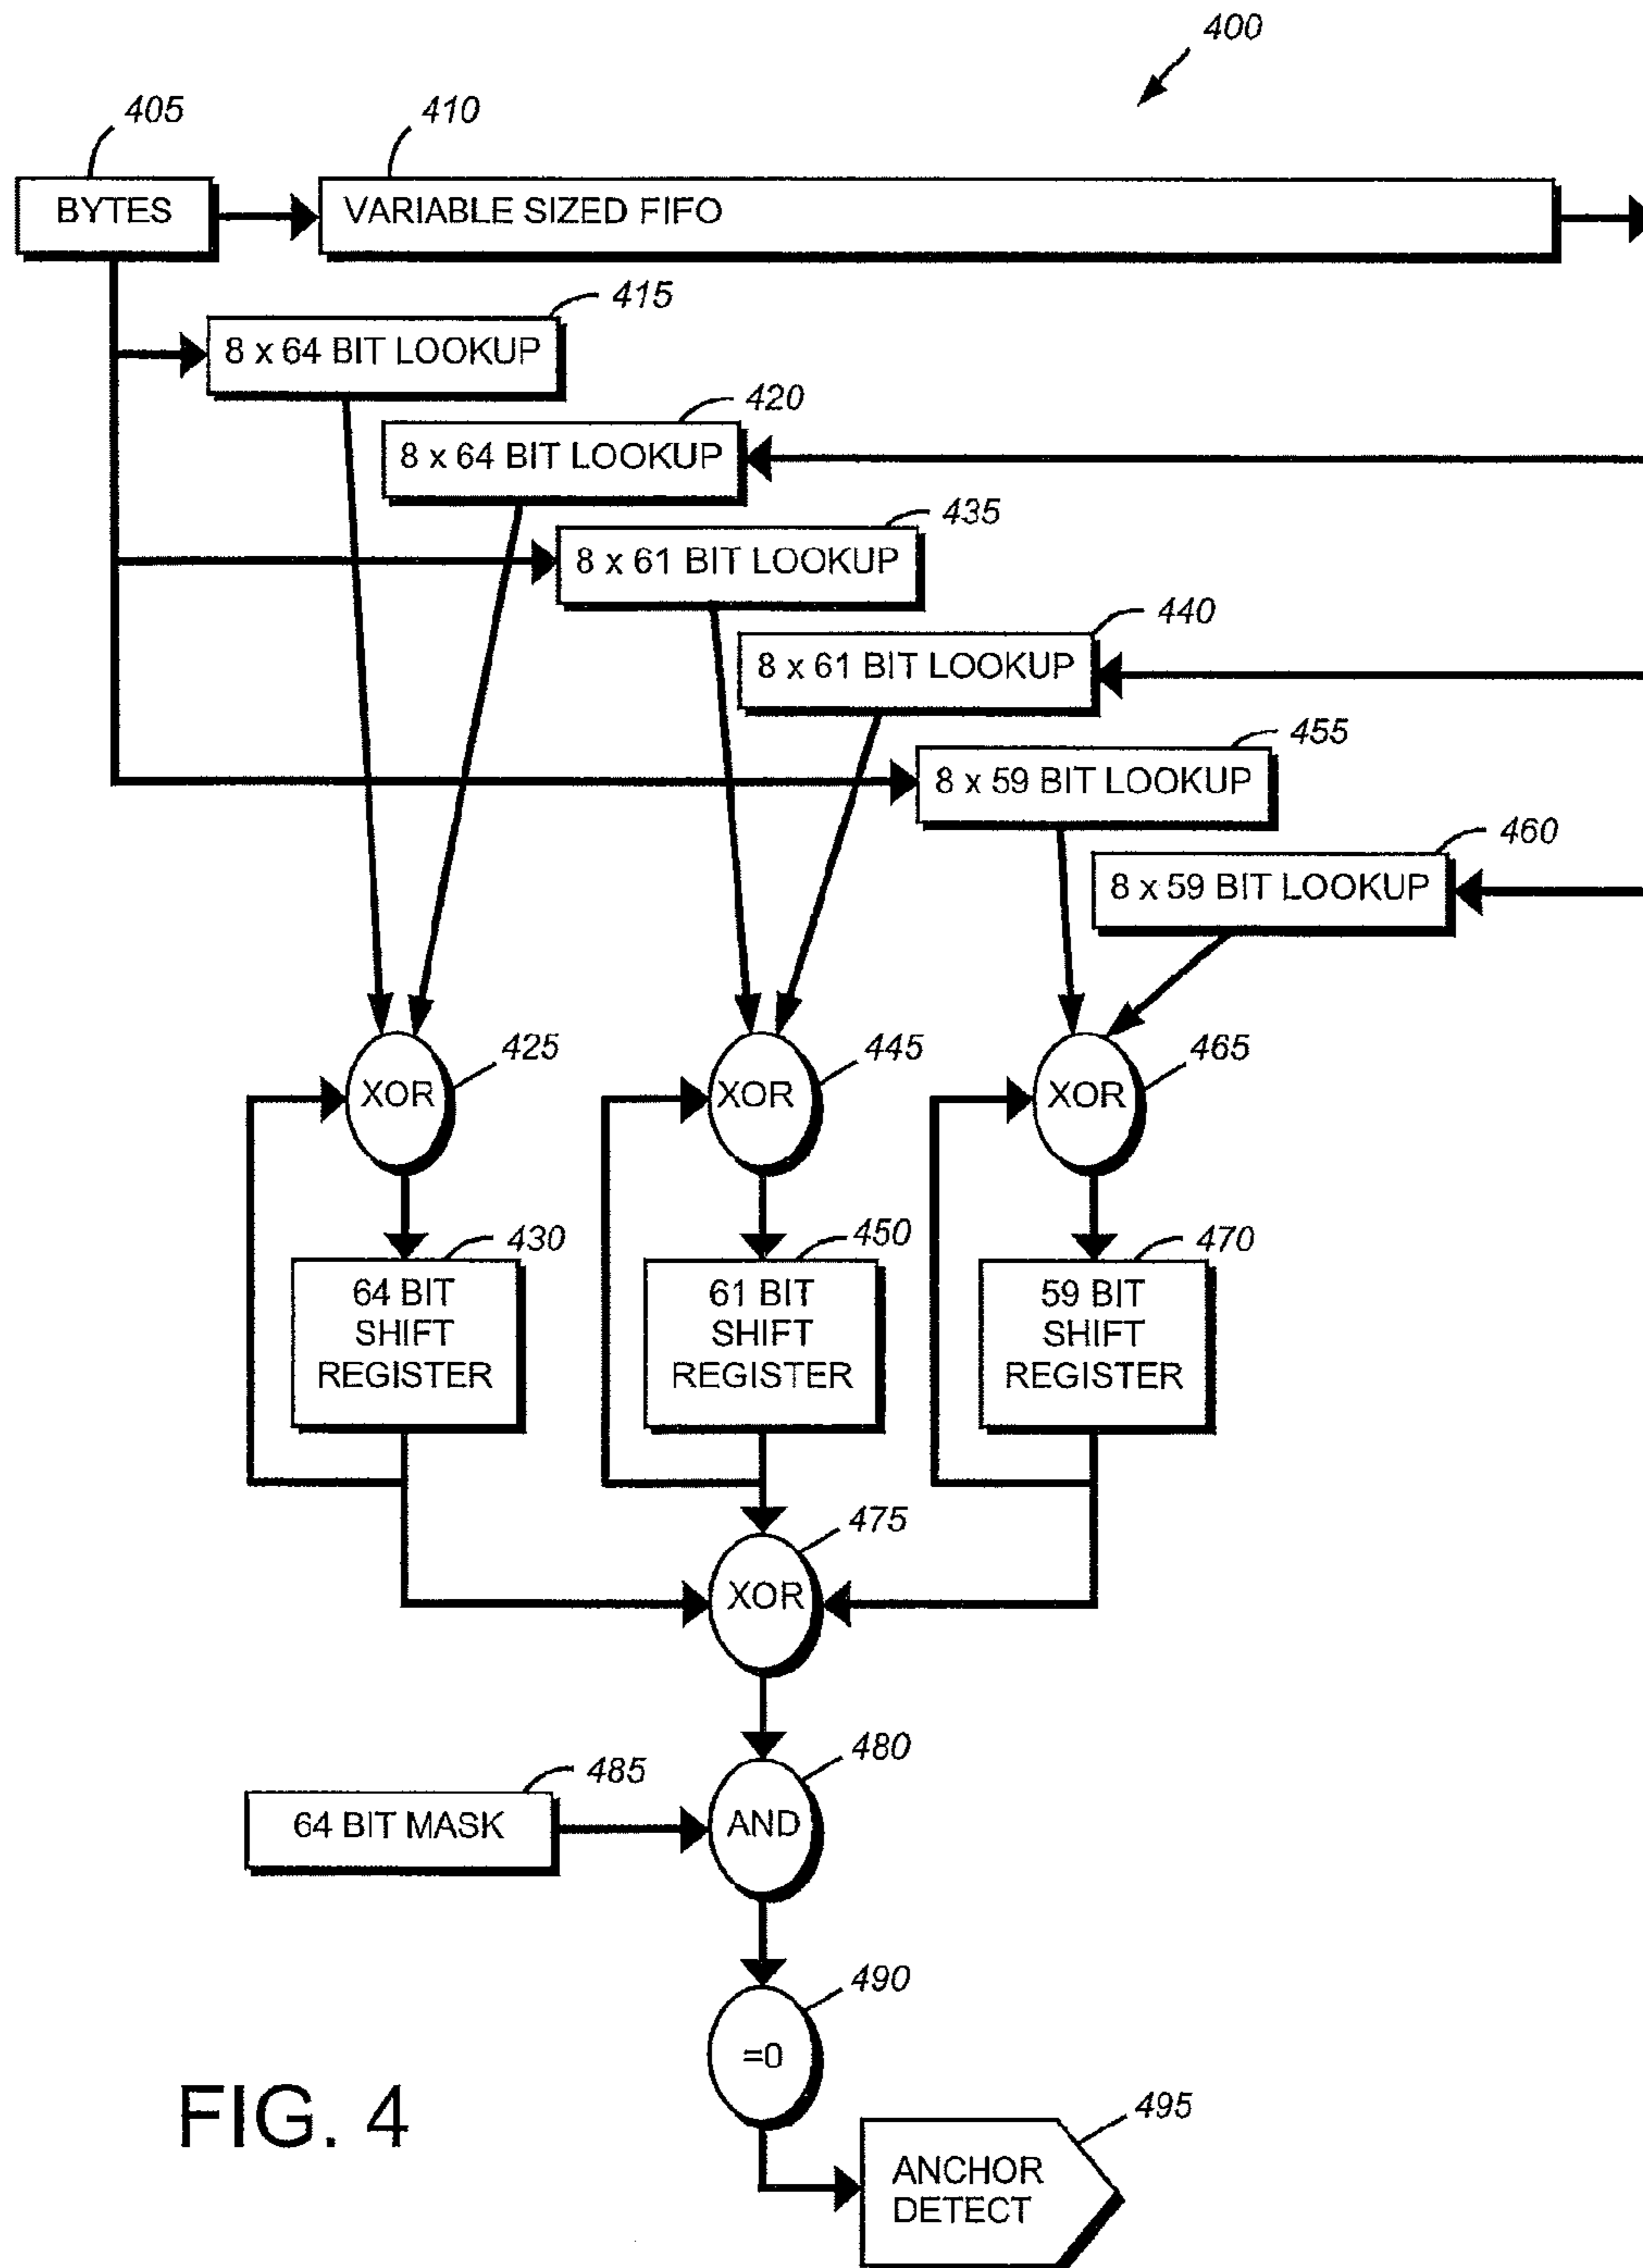 400
405
410
BYTES
VARIABLE SIZED FIFO
415
8 x 64 BIT LOOKUP
420
8 x 64 BIT LOOKUP
435
8 x 61 BIT LOOKUP
440
8 x 61 BIT LOOKUP
455
8 x 59 BIT LOOKUP
460
8 x 59 BIT LOOKUP
425
445
465
XOR
XOR
XOR
430
450
470
64 BIT
SHIFT
REGISTER
61 BIT
SHIFT
REGISTER
59 BIT
SHIFT
REGISTER
475
XOR
480
485
64 BIT MASK
AND
490
=0
495
ANCHOR
DETECT
FIG. 4